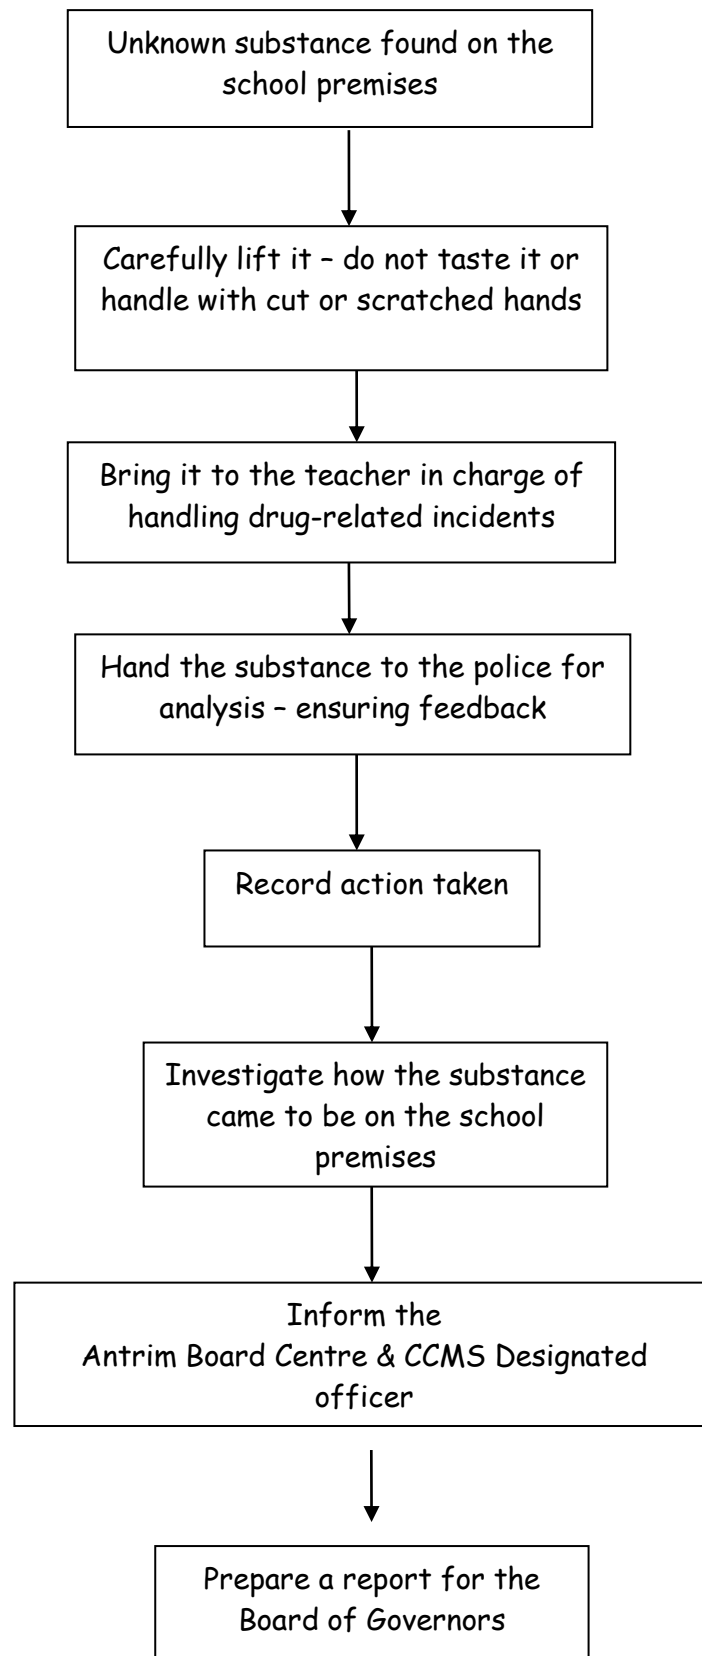 Unknown substance found on the
school premises
Carefully lift it – do not taste it or
handle with cut or scratched hands
Bring it to the teacher in charge of
handling drug-related incidents
Hand the substance to the police for
analysis – ensuring feedback
Record action taken
Investigate how the substance
came to be on the school
premises
Inform the
Antrim Board Centre & CCMS Designated
officer
Prepare a report for the
Board of Governors